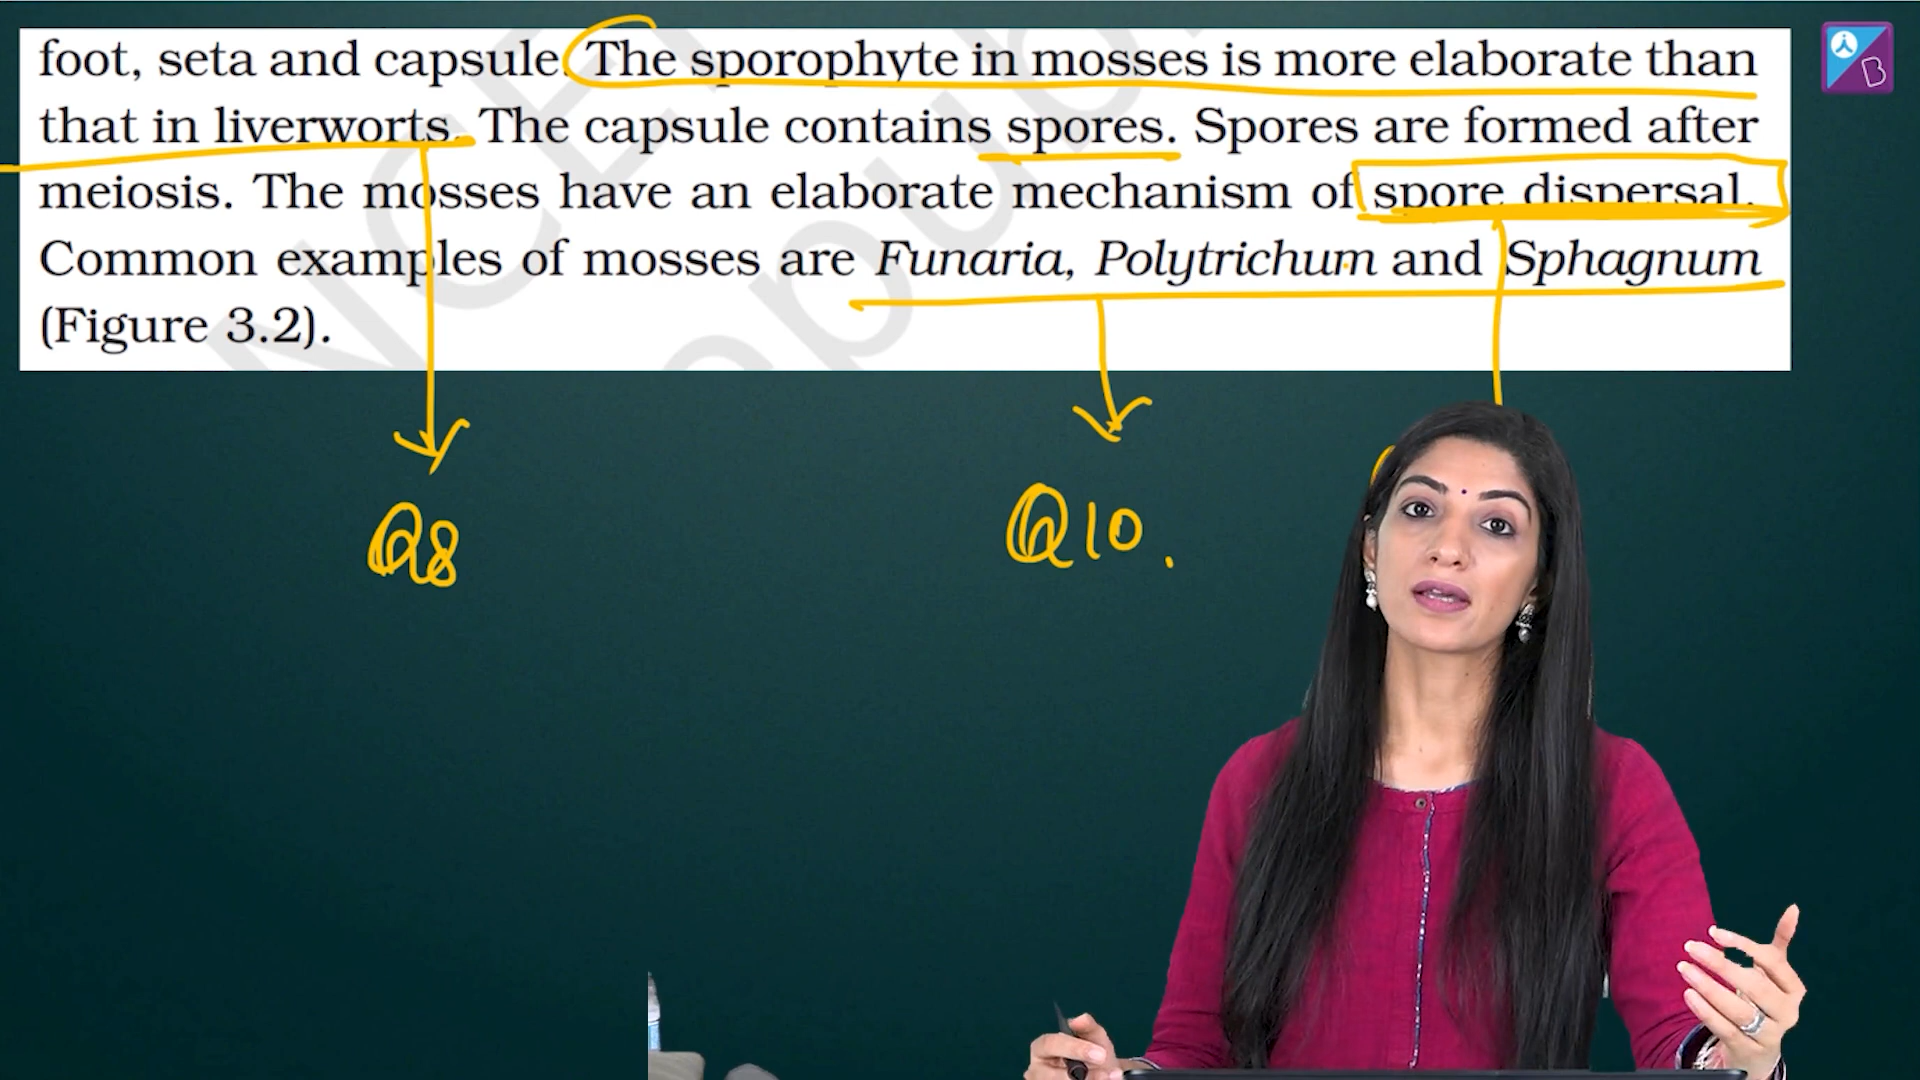 foot, seta and capsule. The sporophyte in mosses is more elaborate than
that in liverworts. The capsule contains spores. Spores are formed after
meiosis. The mosses have an elaborate mechanism of spore dispersal.
Common examples of mosses are Funaria, Polytrichum and Sphagnum
(Figure 3.2).
Q8
Q10.
B